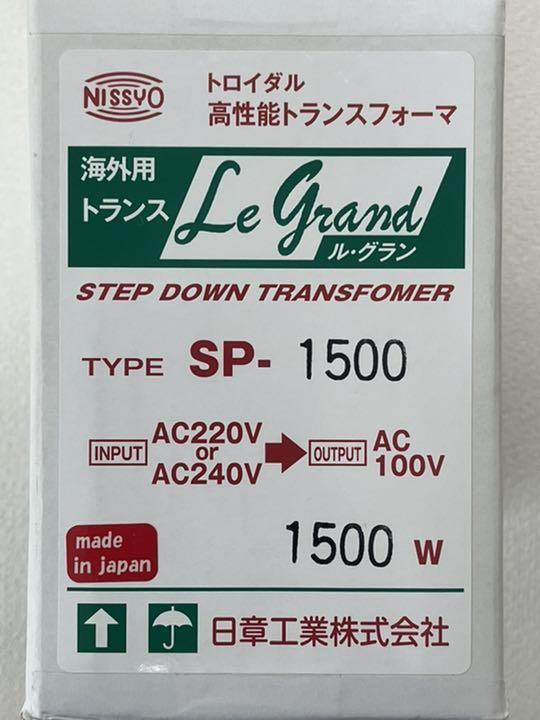 NISSYO
トロイダル
高性能トランスフォーマ
海外用
トランス
Le Grand
ル・グラン
STEP DOWN TRANSFOMER
TYPE SP- 1500
INPUT AC220V or AC240V OUTPUT AC 100V
1500 W
made
in japan
日章工業株式会社